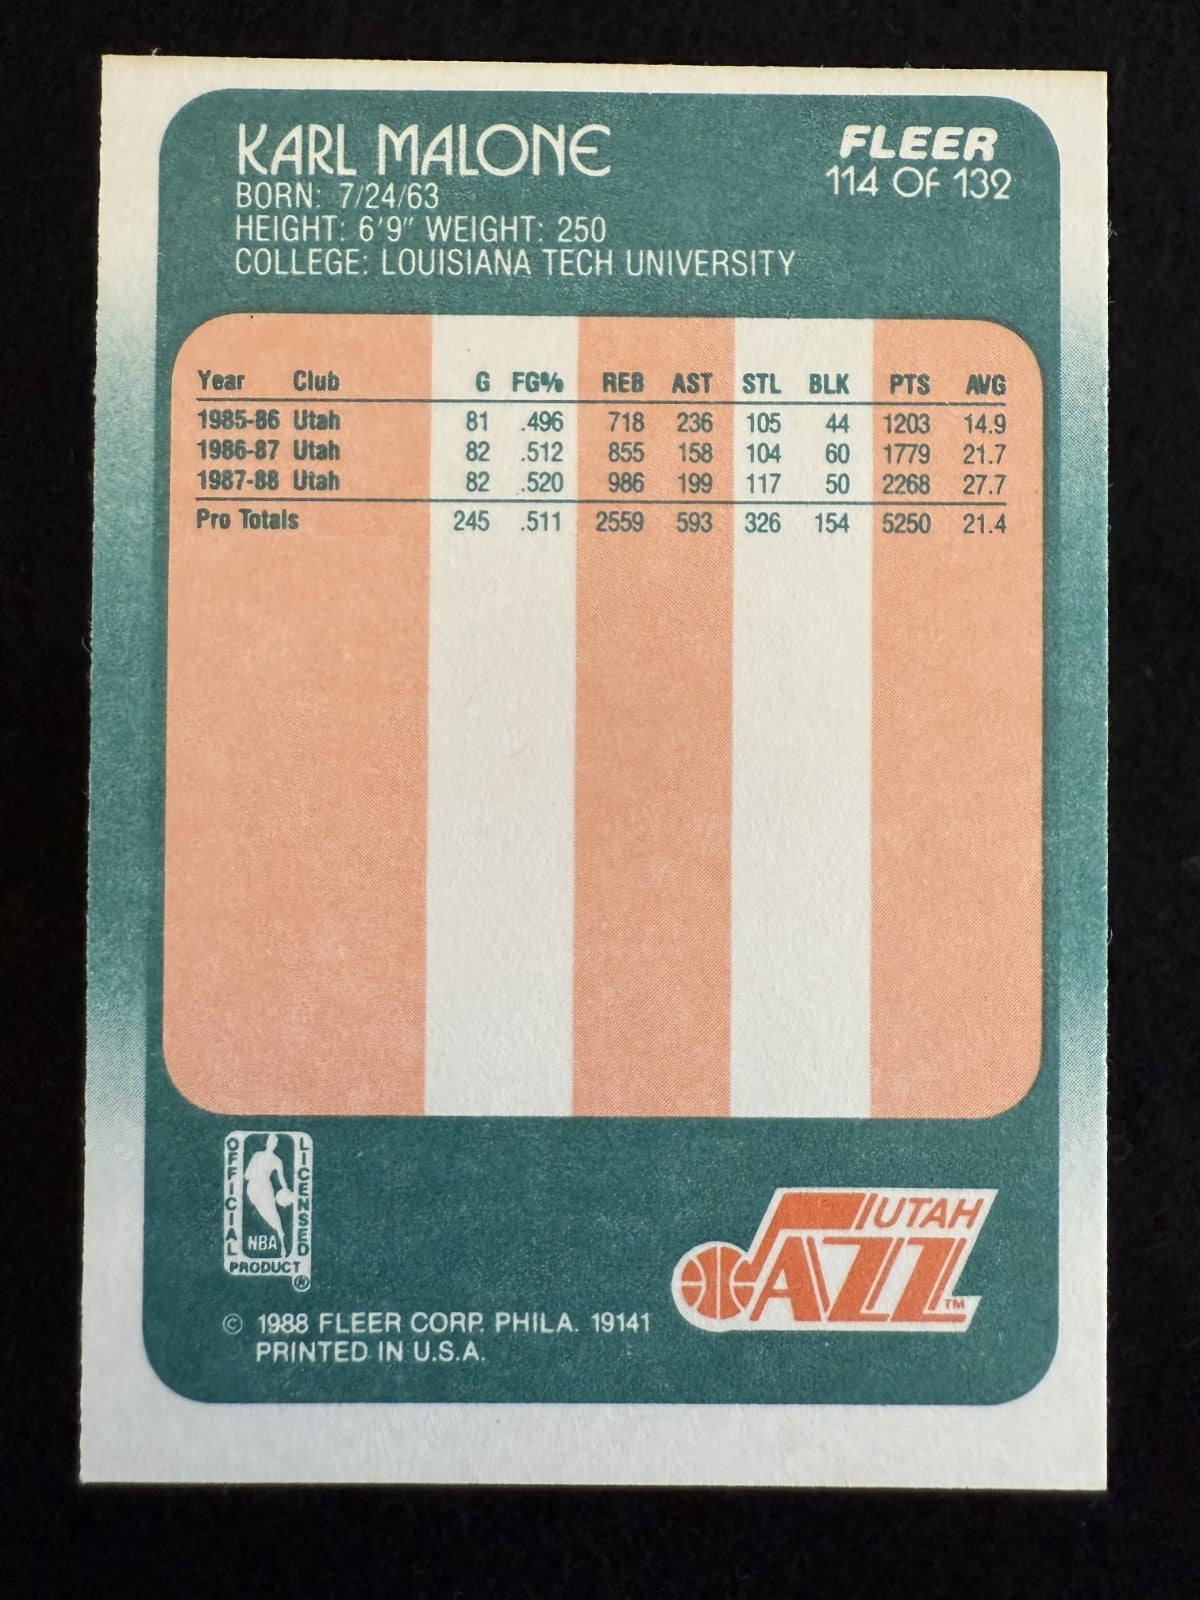 KARL MALONE
FLEER
114 OF 132
BORN: 7/24/63
HEIGHT: 6'9" WEIGHT: 250
COLLEGE: LOUISIANA TECH UNIVERSITY
Year Club G FG% REB AST STL BLK PTS AVG
1985-86 Utah 81 .496 718 236 105 44 1203 14.9
1986-87 Utah 82 .512 855 158 104 60 1779 21.7
1987-88 Utah 82 .520 986 199 117 50 2268 27.7
Pro Totals 245 .511 2559 593 326 154 5250 21.4
OFFICIAL LICENSED
NBA
PRODUCT
®
UTAH
JAZZ TM
© 1988 FLEER CORP. PHILA. 19141
PRINTED IN U.S.A.